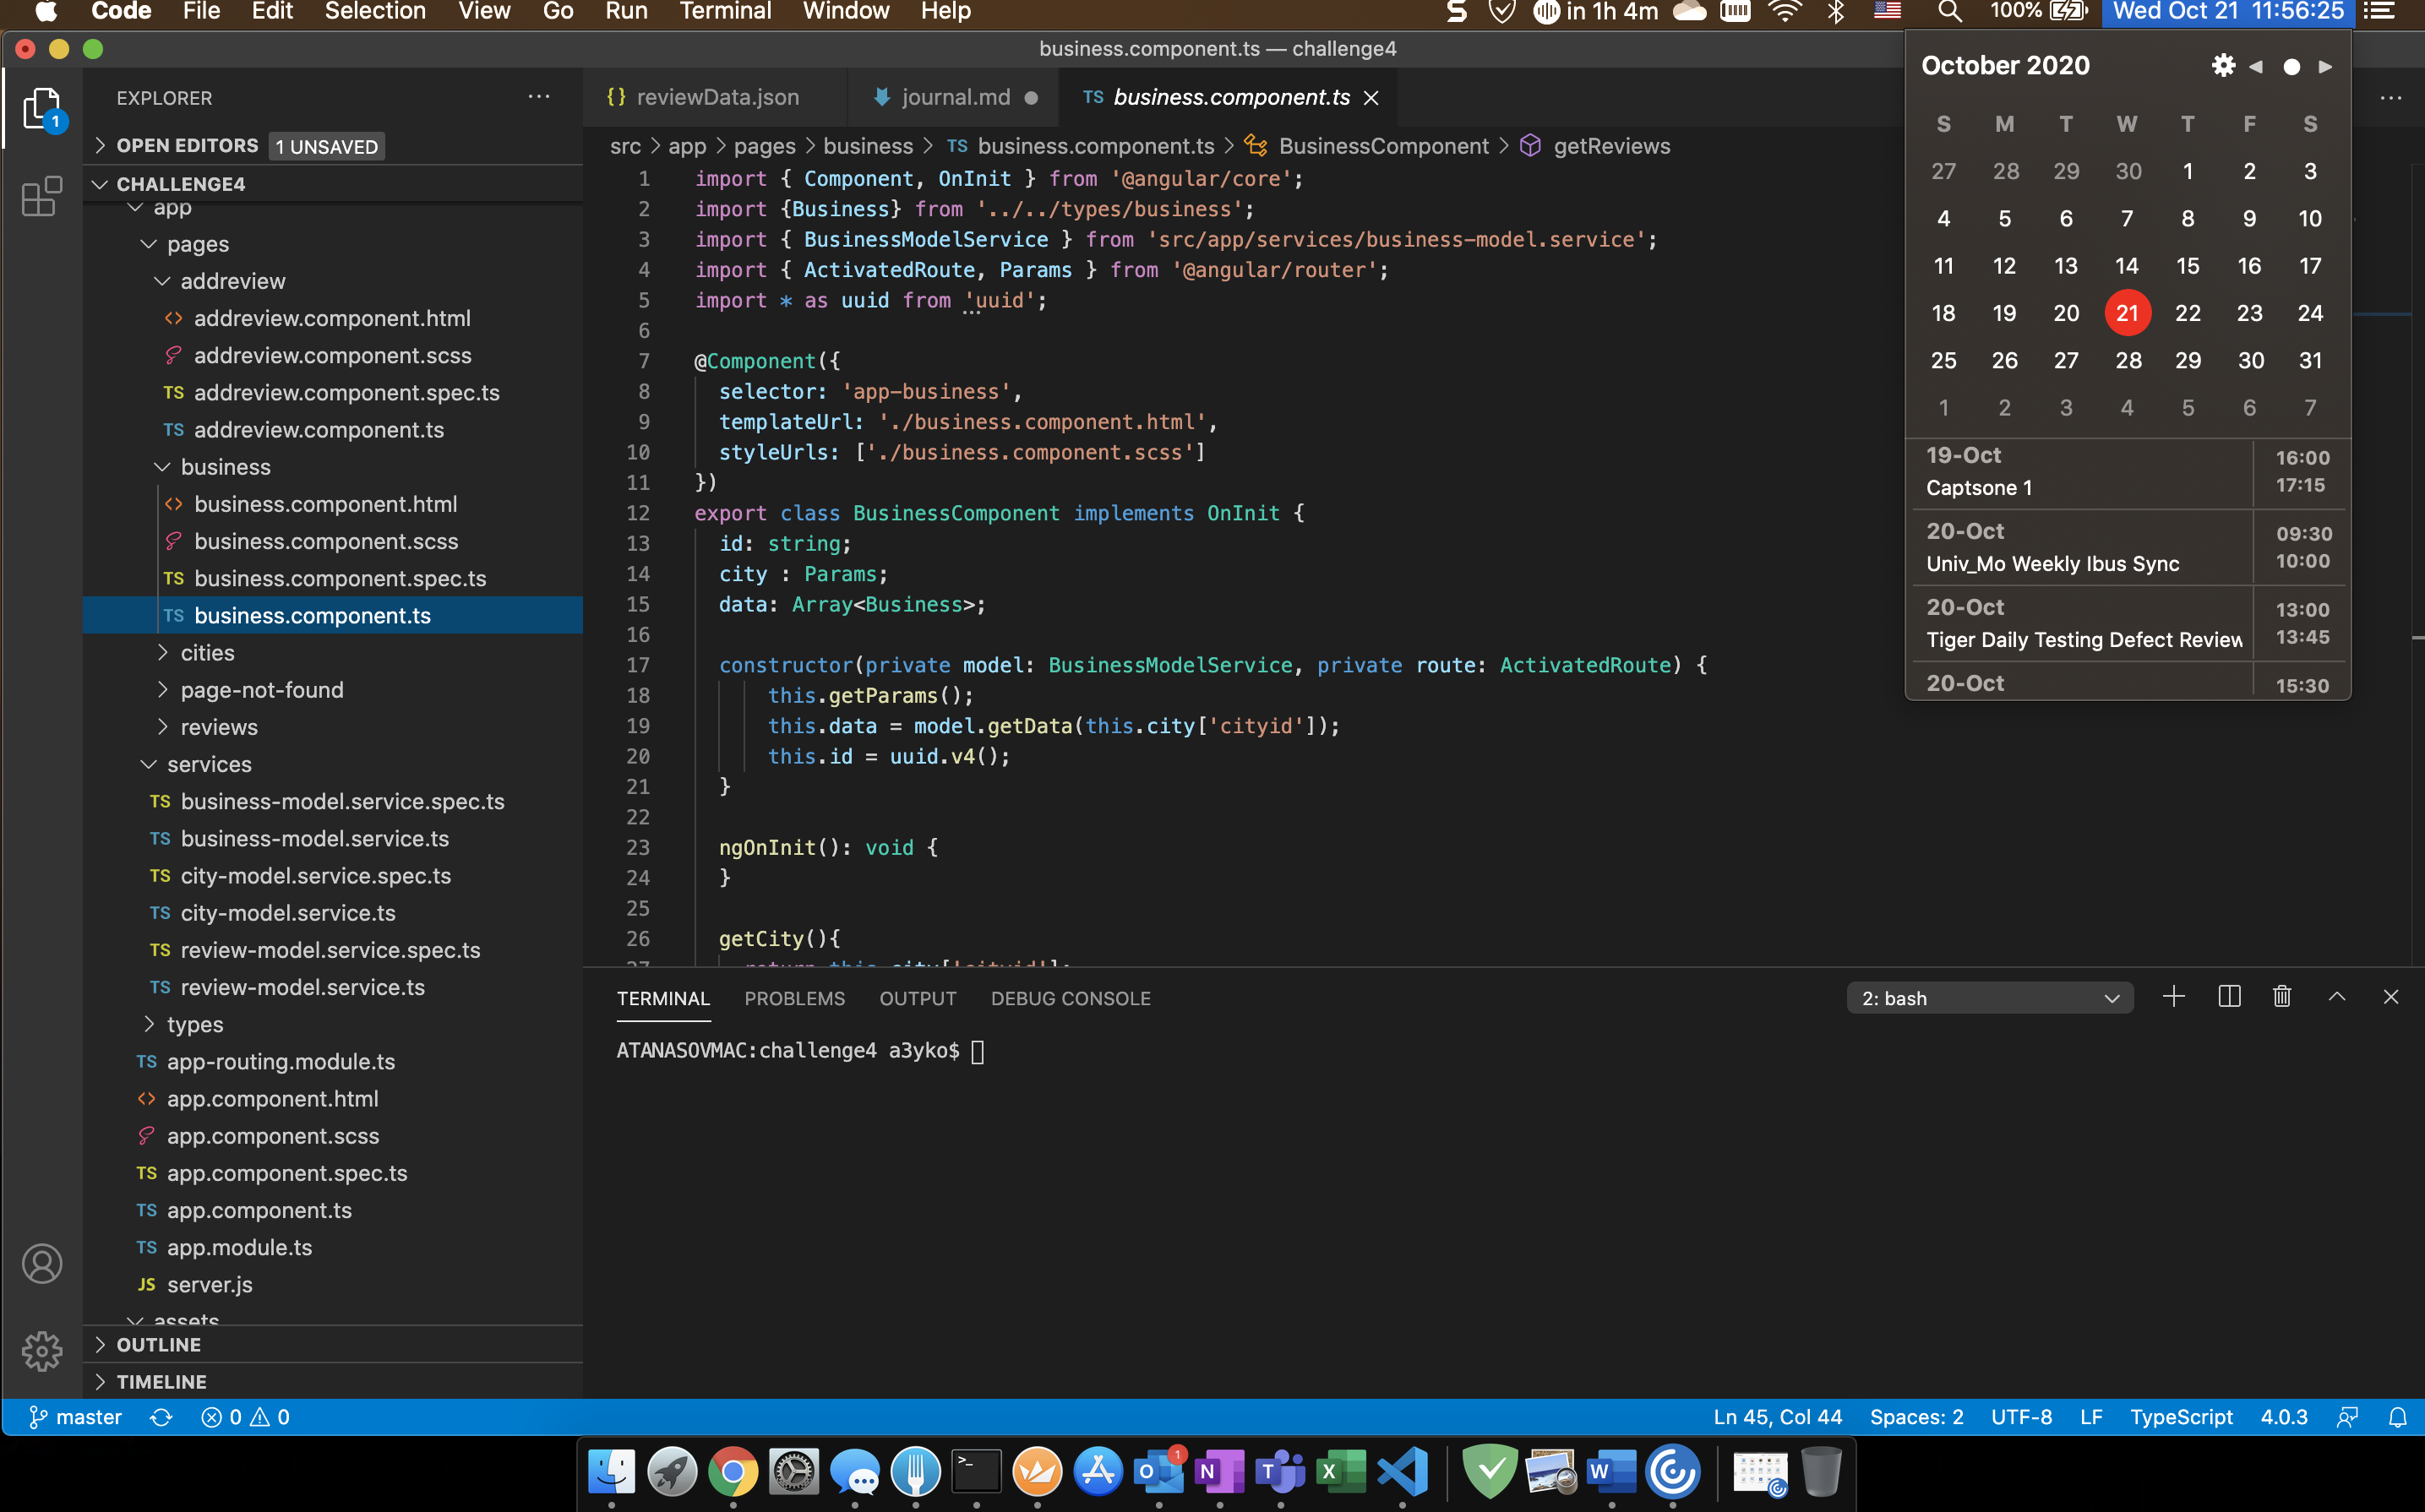 Code File Edit Selection View Go Run Terminal Window Help
in 1h 4m 100% Wed Oct 21 11:56:25
business.component.ts — challenge4
EXPLORER
OPEN EDITORS 1 UNSAVED
CHALLENGE4
app
pages
addreview
addreview.component.html
addreview.component.scss
TS addreview.component.spec.ts
TS addreview.component.ts
business
business.component.html
business.component.scss
TS business.component.spec.ts
TS business.component.ts
cities
page-not-found
reviews
services
TS business-model.service.spec.ts
TS business-model.service.ts
TS city-model.service.spec.ts
TS city-model.service.ts
TS review-model.service.spec.ts
TS review-model.service.ts
types
TS app-routing.module.ts
app.component.html
app.component.scss
TS app.component.spec.ts
TS app.component.ts
TS app.module.ts
JS server.js
assets
OUTLINE
TIMELINE
{} reviewData.json journal.md TS business.component.ts
src > app > pages > business > TS business.component.ts > BusinessComponent > getReviews
1 import { Component, OnInit } from '@angular/core';
2 import {Business} from '../../types/business';
3 import { BusinessModelService } from 'src/app/services/business-model.service';
4 import { ActivatedRoute, Params } from '@angular/router';
5 import * as uuid from 'uuid';
6
7 @Component({
8 selector: 'app-business',
9 templateUrl: './business.component.html',
10 styleUrls: ['./business.component.scss']
11 })
12 export class BusinessComponent implements OnInit {
13 id: string;
14 city : Params;
15 data: Array<Business>;
16
17 constructor(private model: BusinessModelService, private route: ActivatedRoute) {
18 this.getParams();
19 this.data = model.getData(this.city['cityid']);
20 this.id = uuid.v4();
21 }
22
23 ngOnInit(): void {
24 }
25
26 getCity(){
27 return this.city['cityid'];
TERMINAL PROBLEMS OUTPUT DEBUG CONSOLE 2: bash
ATANASOVMAC:challenge4 a3yko$
October 2020
S M T W T F S
27 28 29 30 1 2 3
4 5 6 7 8 9 10
11 12 13 14 15 16 17
18 19 20 21 22 23 24
25 26 27 28 29 30 31
1 2 3 4 5 6 7
19-Oct 16:00
Captsone 1 17:15
20-Oct 09:30
Univ_Mo Weekly Ibus Sync 10:00
20-Oct 13:00
Tiger Daily Testing Defect Review 13:45
20-Oct 15:30
master 0 0 Ln 45, Col 44 Spaces: 2 UTF-8 LF TypeScript 4.0.3